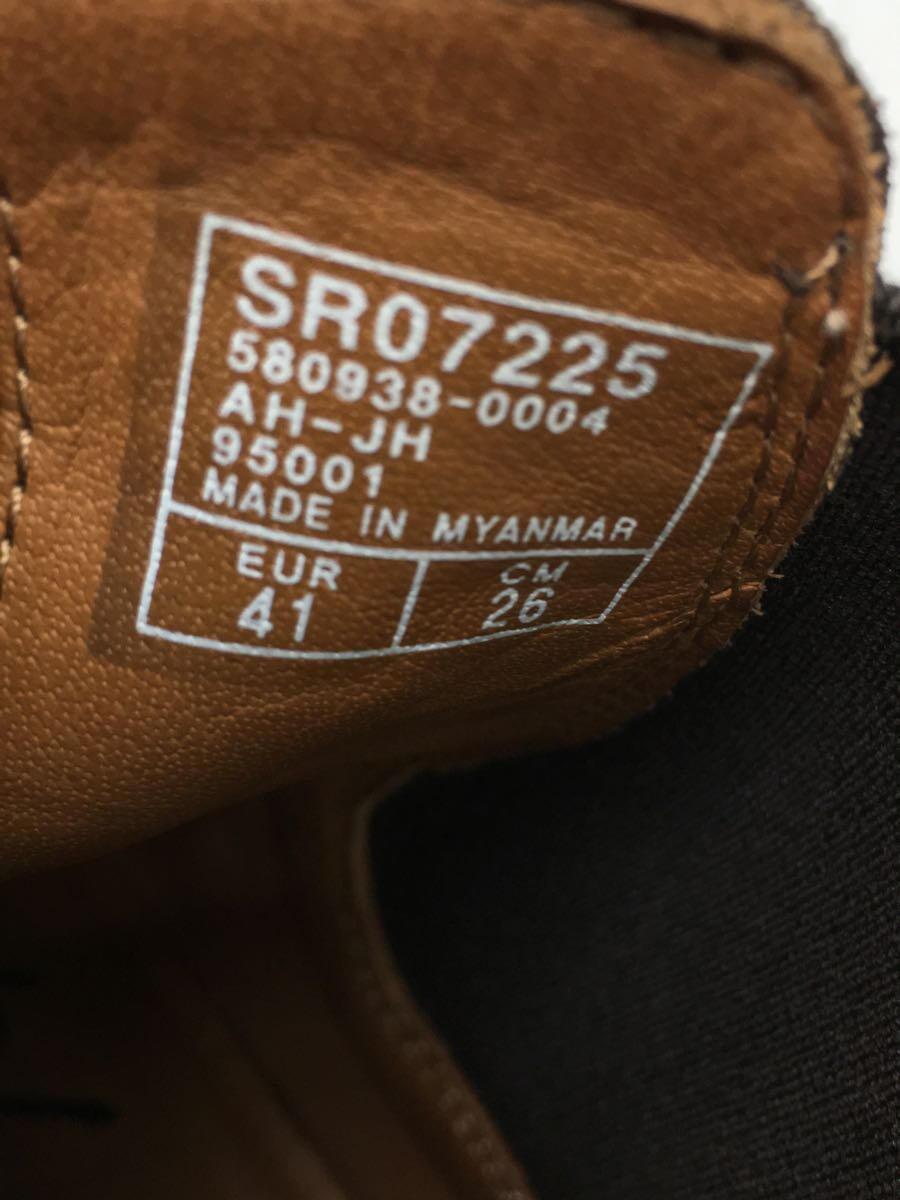 SR07225
580938-0004
AH-JH
95001
MADE IN MYANMAR
EUR CM
41 26